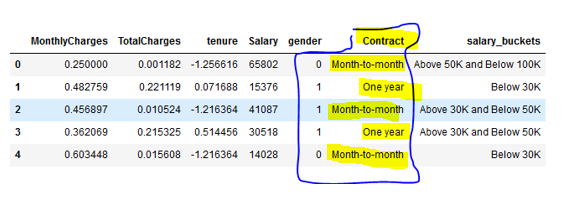 MonthlyCharges TotalCharges tenure Salary gender Contract salary_buckets
0 0.250000 0.001182 -1.256616 65802 0 Month-to-month Above 50K and Below 100K
1 0.482759 0.221119 0.071688 15376 1 One year Below 30K
2 0.456897 0.010524 -1.216364 41087 1 Month-to-month Above 30K and Below 50K
3 0.362069 0.215325 0.514456 30518 1 One year Above 30K and Below 50K
4 0.603448 0.015608 -1.216364 14028 0 Month-to-month Below 30K